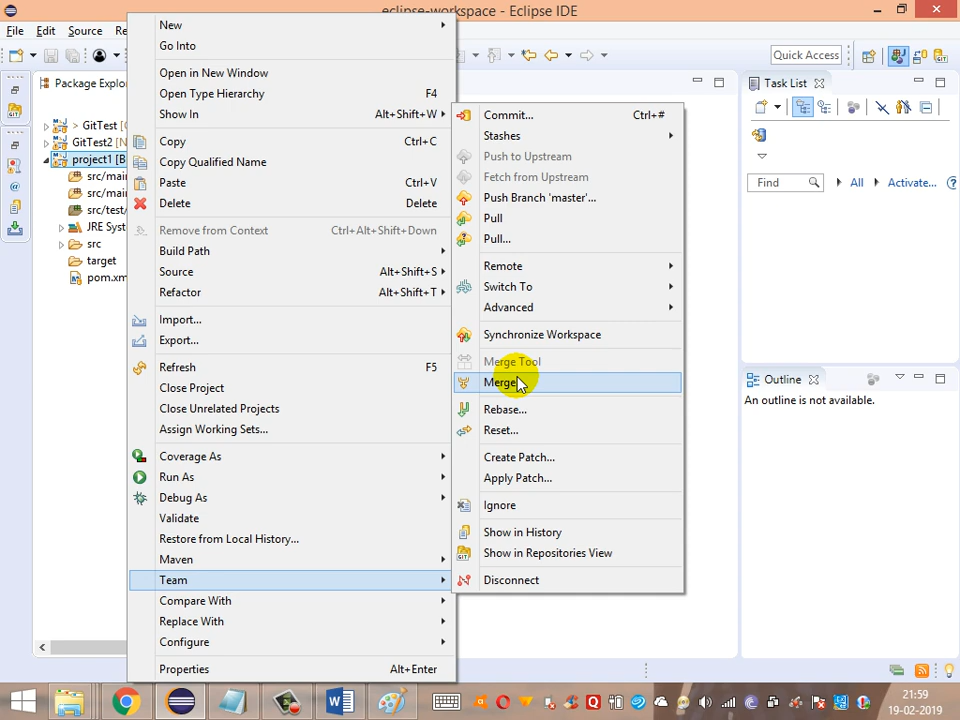 eclipse-workspace - Eclipse IDE
File Edit Source Re
Quick Access
Package Explo
> GitTest
GitTest2 [N
project1 [B
src/mai
src/mai
src/test/
JRE Syst
src
target
pom.xm
New
Go Into
Open in New Window
Open Type Hierarchy F4
Show In Alt+Shift+W
Copy Ctrl+C
Copy Qualified Name
Paste Ctrl+V
Delete Delete
Remove from Context Ctrl+Alt+Shift+Down
Build Path
Source Alt+Shift+S
Refactor Alt+Shift+T
Import...
Export...
Refresh F5
Close Project
Close Unrelated Projects
Assign Working Sets...
Coverage As
Run As
Debug As
Validate
Restore from Local History...
Maven
Team
Compare With
Replace With
Configure
Properties Alt+Enter
Commit... Ctrl+#
Stashes
Push to Upstream
Fetch from Upstream
Push Branch 'master'...
Pull
Pull...
Remote
Switch To
Advanced
Synchronize Workspace
Merge Tool
Merge
Rebase...
Reset...
Create Patch...
Apply Patch...
Ignore
Show in History
Show in Repositories View
Disconnect
Task List
Find All Activate...
Outline
An outline is not available.
21:59
19-02-2019